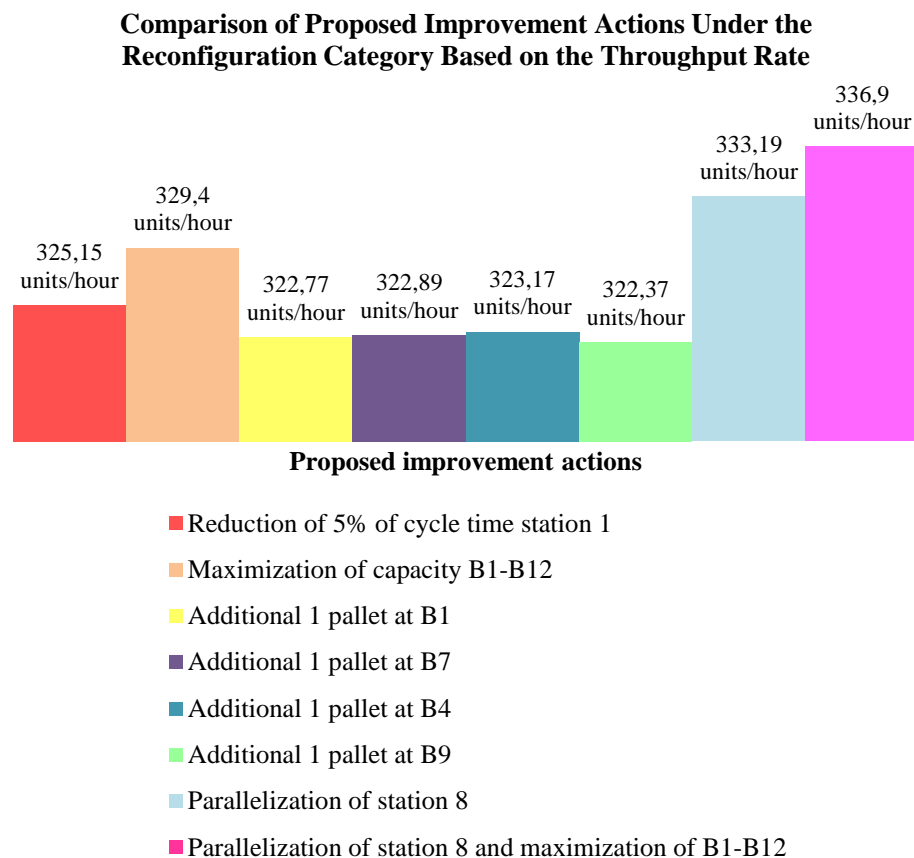 Comparison of Proposed Improvement Actions Under the
Reconfiguration Category Based on the Throughput Rate
325,15
units/hour
329,4
units/hour
322,77
units/hour
322,89
units/hour
323,17
units/hour
322,37
units/hour
333,19
units/hour
336,9
units/hour
Proposed improvement actions
Reduction of 5% of cycle time station 1
Maximization of capacity B1-B12
Additional 1 pallet at B1
Additional 1 pallet at B7
Additional 1 pallet at B4
Additional 1 pallet at B9
Parallelization of station 8
Parallelization of station 8 and maximization of B1-B12